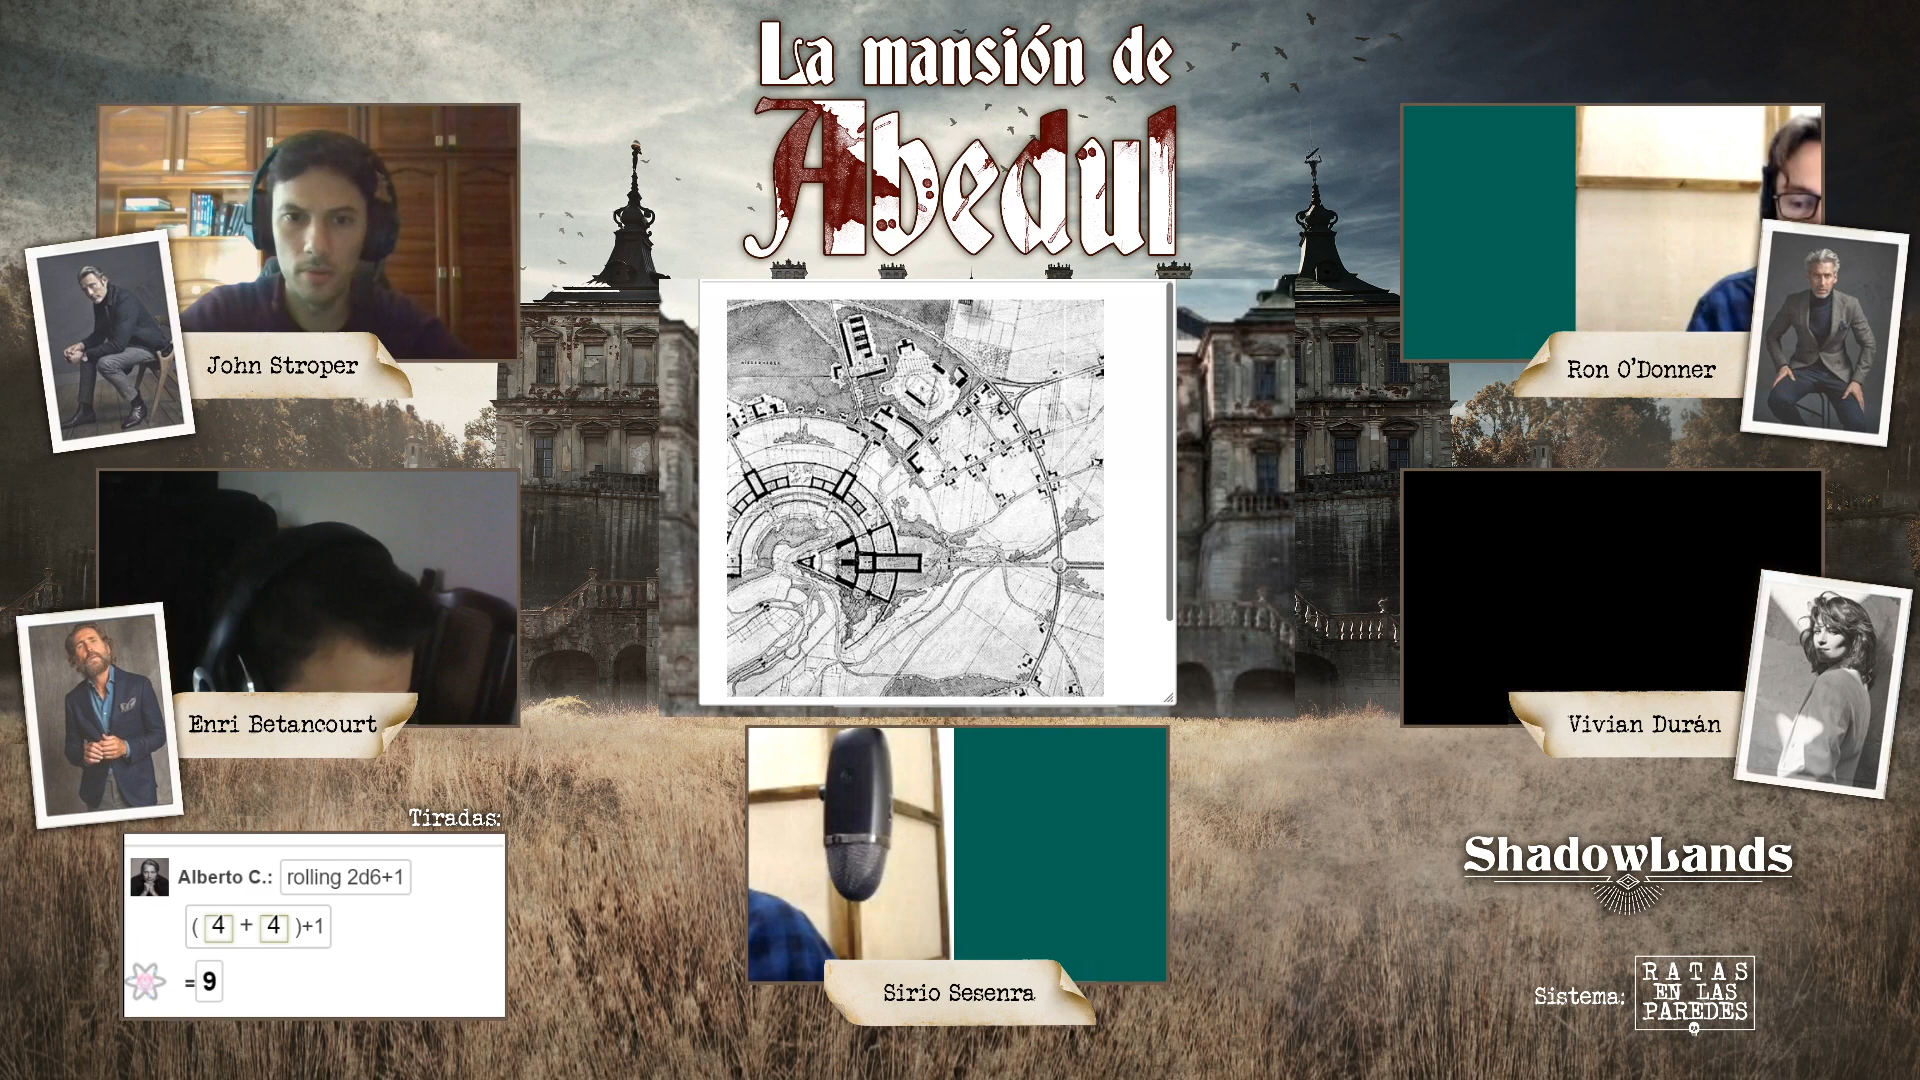 La mansión de
Abedul
John Stroper
Ron O'Donner
Enri Betancourt
Vivian Durán
Tiradas:
Alberto C.: rolling 2d6+1
( 4 + 4 )+1
= 9
Sirio Sesenra
ShadowLands
Sistema:
RATAS
EN LAS
PAREDES